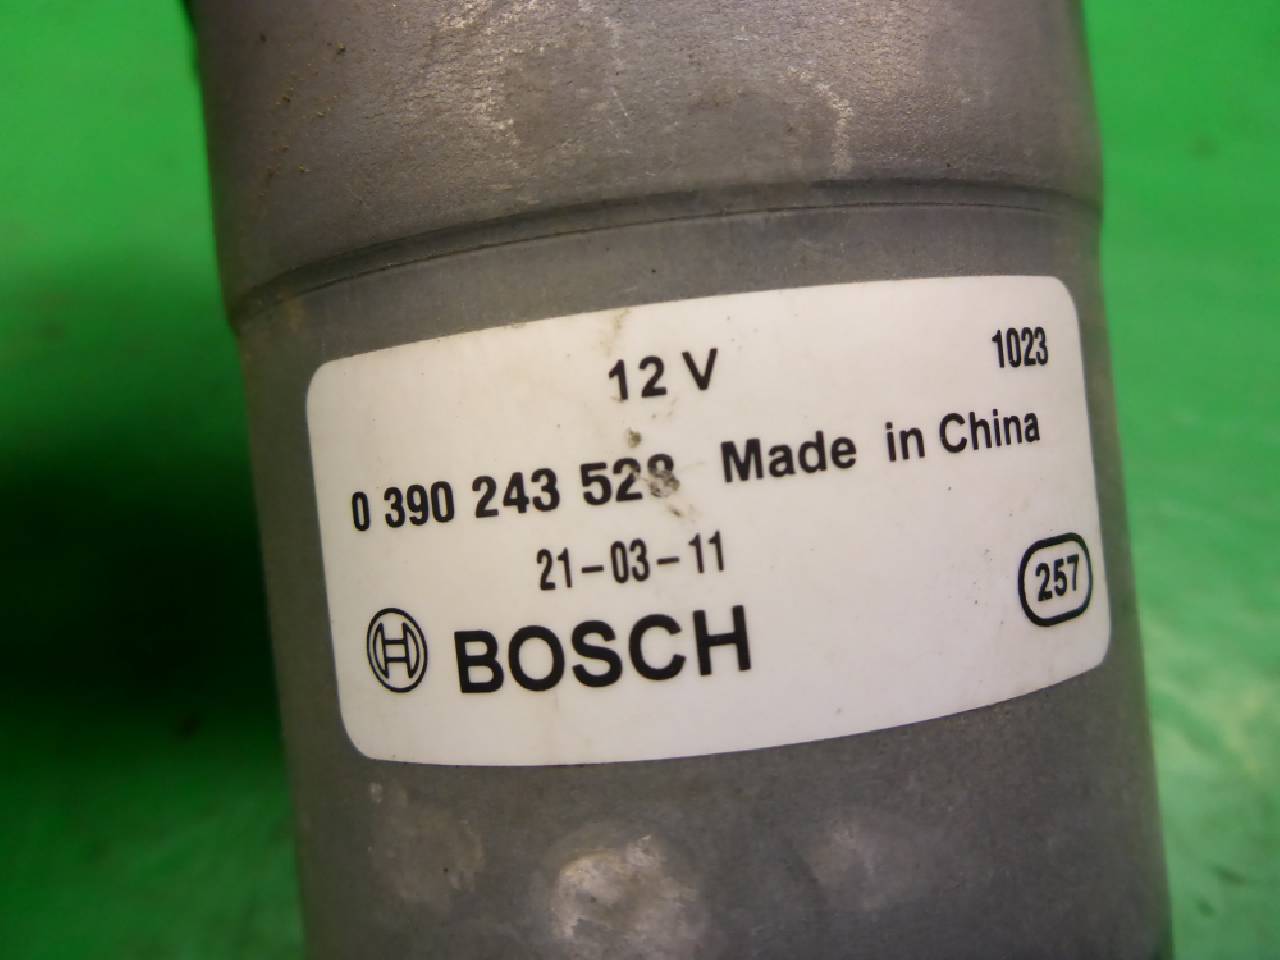 12 V
1023
0 390 243 528 Made in China
21-03-11
257
BOSCH